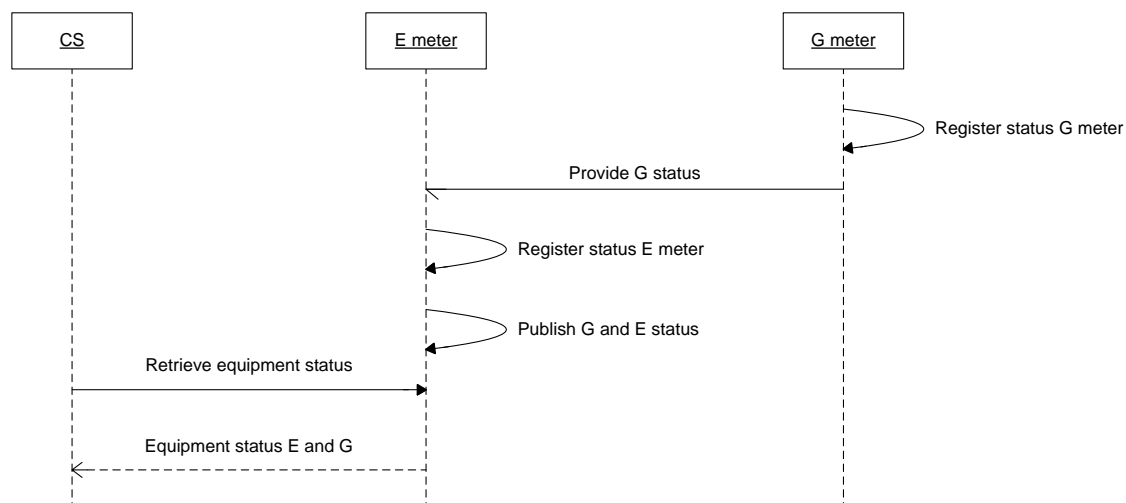 CS
E meter
G meter
Register status G meter
Provide G status
Register status E meter
Publish G and E status
Retrieve equipment status
Equipment status E and G